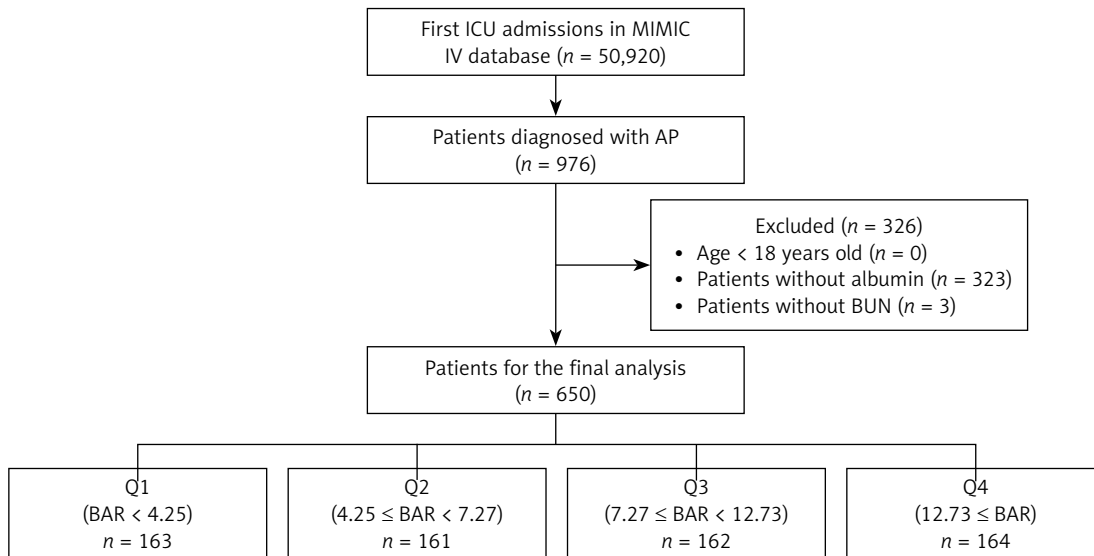 First ICU admissions in MIMIC
IV database (n = 50,920)
Patients diagnosed with AP
(n = 976)
Excluded (n = 326)
• Age < 18 years old (n = 0)
• Patients without albumin (n = 323)
• Patients without BUN (n = 3)
Patients for the final analysis
(n = 650)
Q1
(BAR < 4.25)
n = 163
Q2
(4.25 ≤ BAR < 7.27)
n = 161
Q3
(7.27 ≤ BAR < 12.73)
n = 162
Q4
(12.73 ≤ BAR)
n = 164